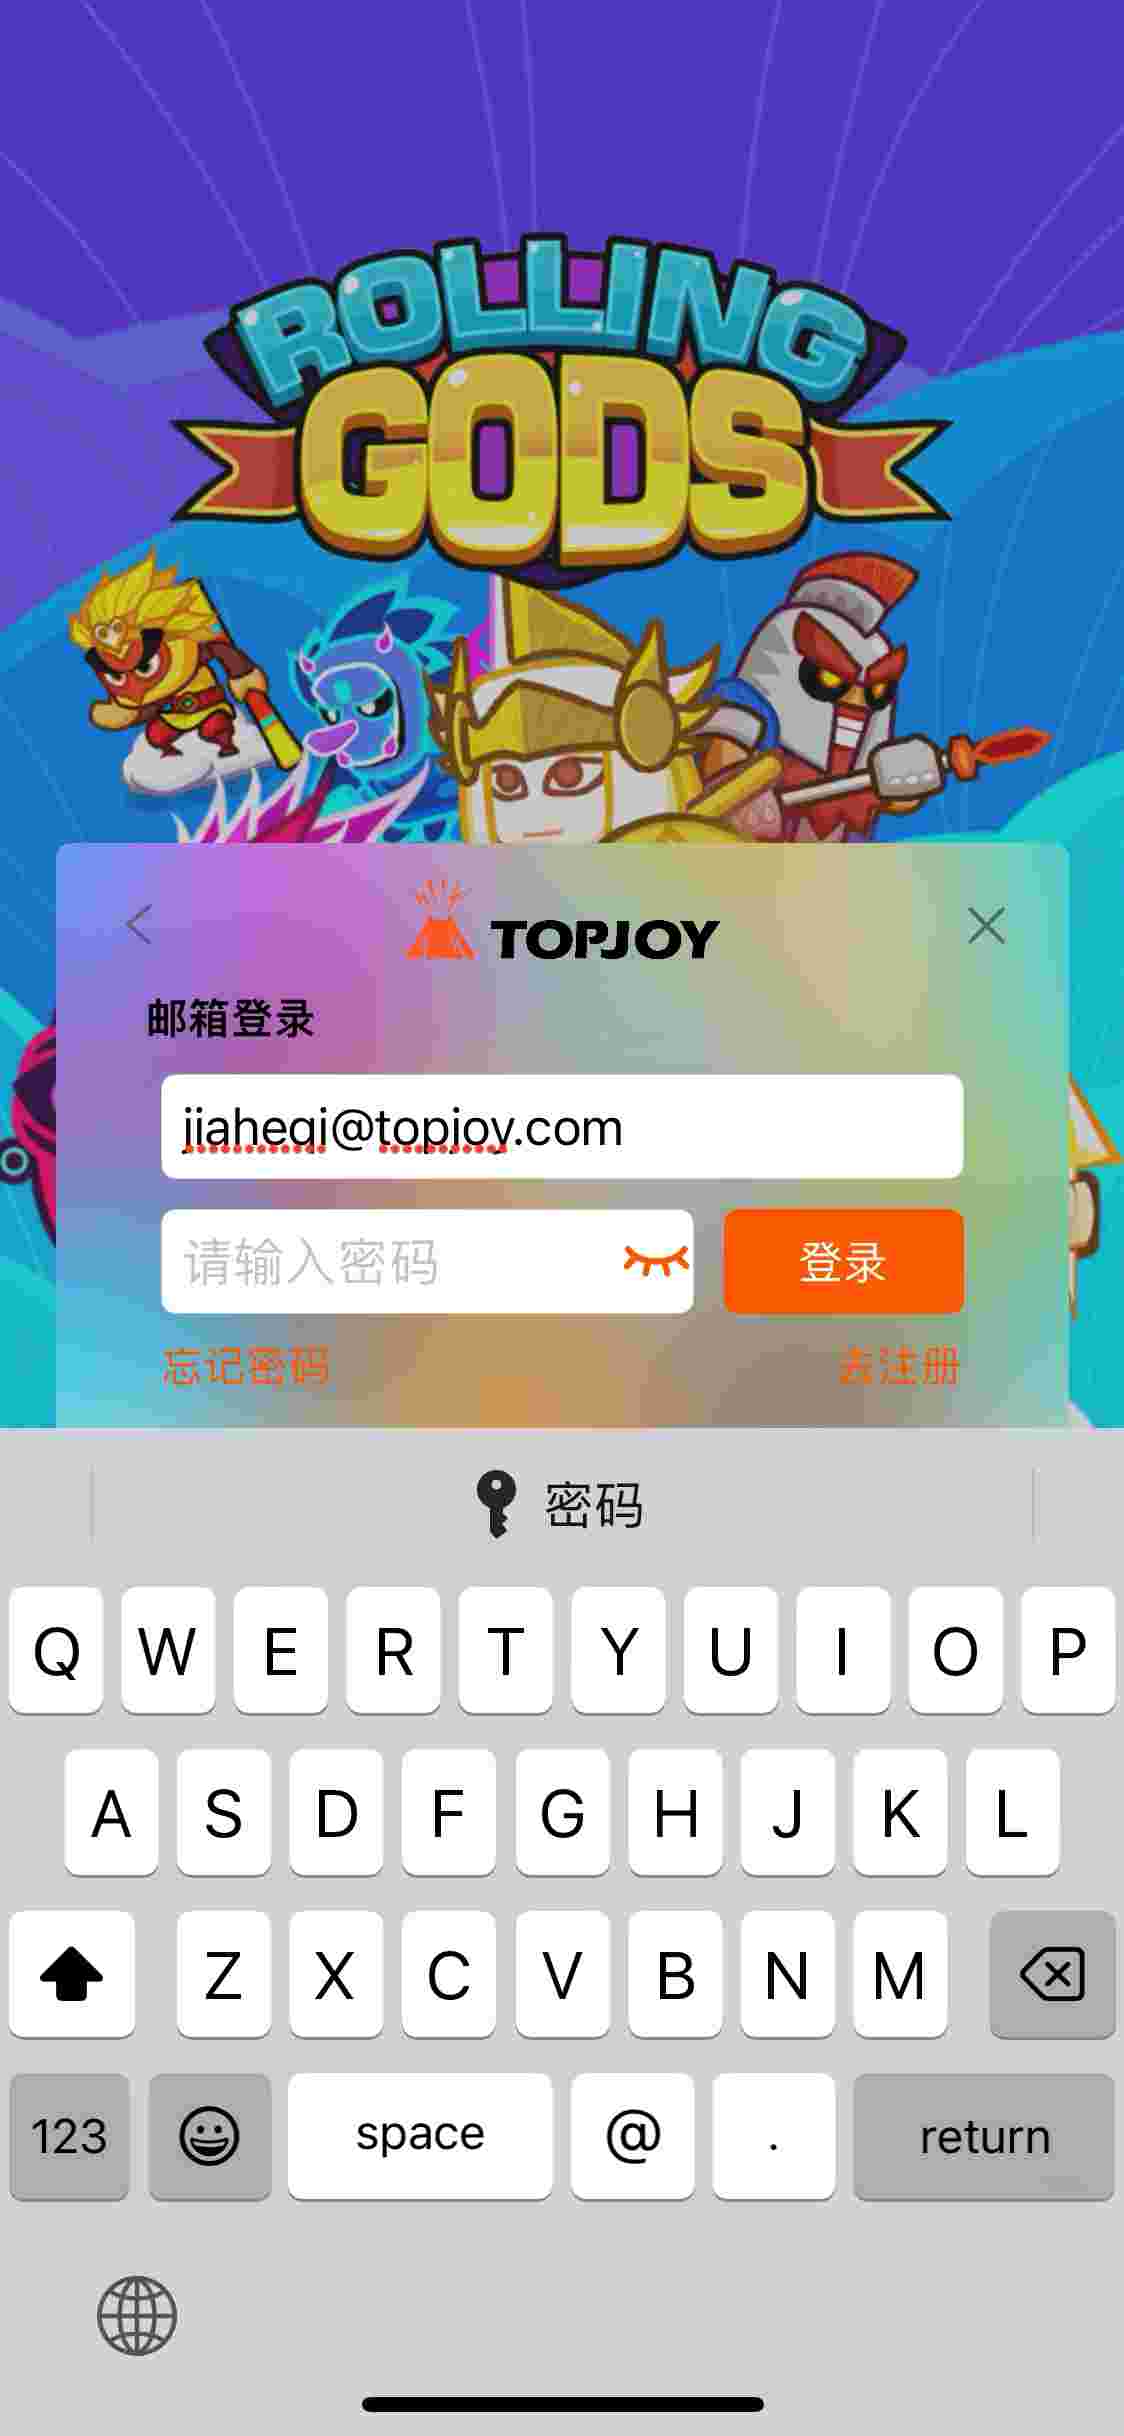 ROLLING
GODS
TOPJOY
邮箱登录
jiaheqi@topjoy.com
请输入密码
登录
忘记密码
去注册
密码
Q W E R T Y U I O P
A S D F G H J K L
Z X C V B N M
123 space @ . return